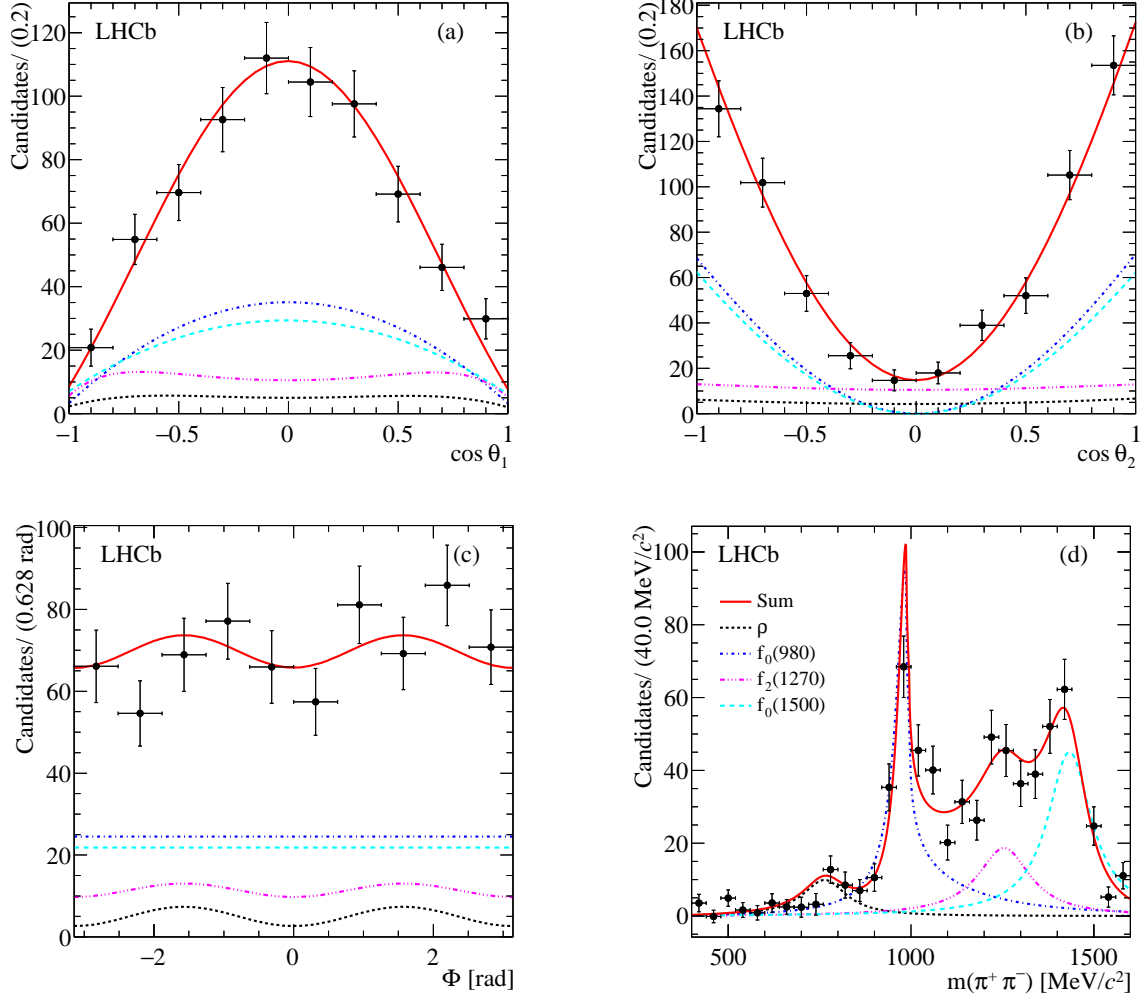 LHCb (a)
Candidates/ (0.2)
120
100
80
60
40
20
0
−1 −0.5 0 0.5 1
cos θ1
LHCb (b)
Candidates/ (0.2)
180
160
140
120
100
80
60
40
20
0
−1 −0.5 0 0.5 1
cos θ2
LHCb (c)
Candidates/ (0.628 rad)
100
80
60
40
20
0
−2 0 2
Φ [rad]
LHCb (d)
Candidates/ (40.0 MeV/c²)
100
80
60
40
20
0
Sum
ρ
f0(980)
f2(1270)
f0(1500)
500 1000 1500
m(π⁺ π⁻) [MeV/c²]